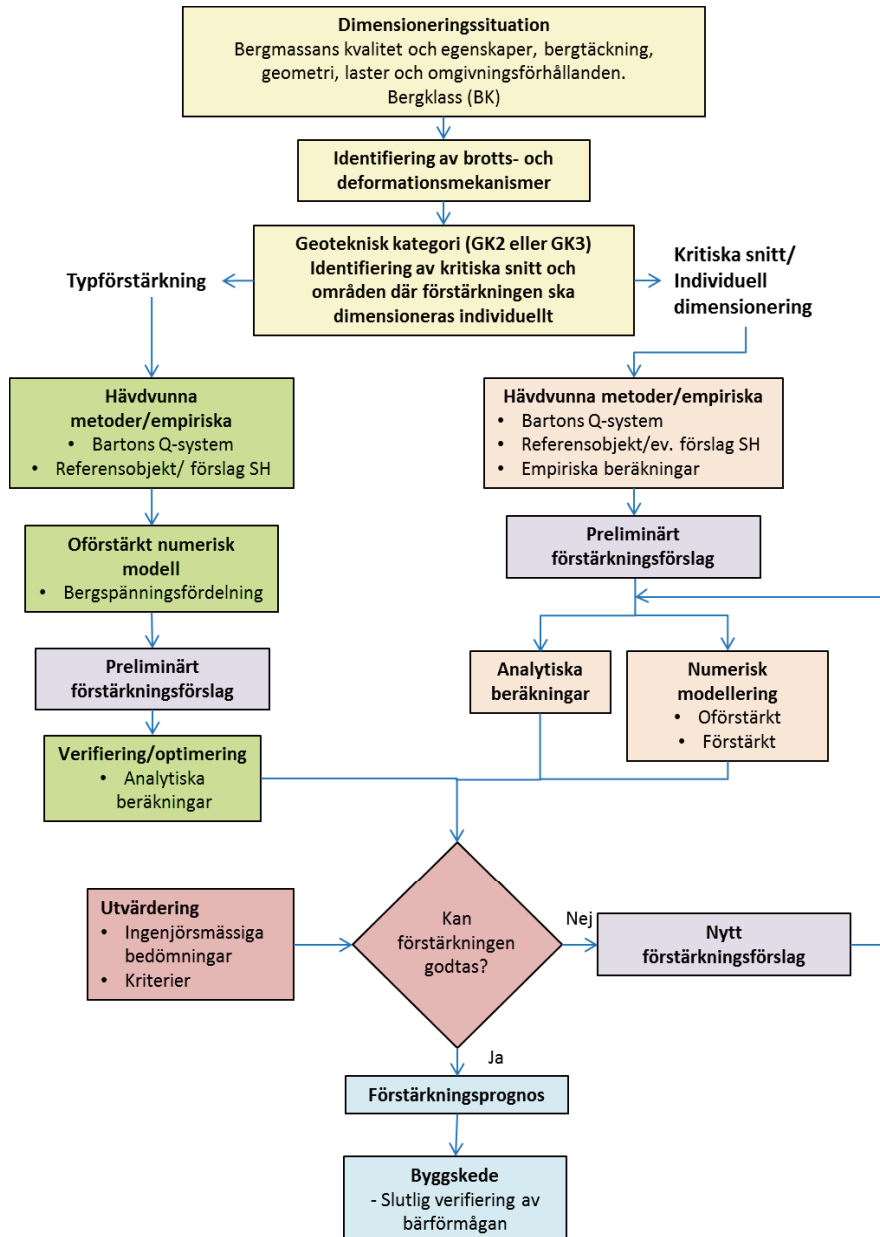 Dimensioneringssituation
Bergmassans kvalitet och egenskaper, bergtäckning,
geometri, laster och omgivningsförhållanden.
Bergklass (BK)
Identifiering av brotts- och
deformationsmekanismer
Geoteknisk kategori (GK2 eller GK3)
Identifiering av kritiska snitt och
områden där förstärkningen ska
dimensioneras individuellt
Typförstärkning
Kritiska snitt/
Individuell
dimensionering
Hävdvunna
metoder/empiriska
• Bartons Q-system
• Referensobjekt/ förslag SH
Oförstärkt numerisk
modell
• Bergspänningsfördelning
Preliminärt
förstärkningsförslag
Verifiering/optimering
• Analytiska
beräkningar
Hävdvunna metoder/empiriska
• Bartons Q-system
• Referensobjekt/ev. förslag SH
• Empiriska beräkningar
Preliminärt
förstärkningsförslag
Analytiska
beräkningar
Numerisk
modellering
• Oförstärkt
• Förstärkt
Utvärdering
• Ingenjörsmässiga
bedömningar
• Kriterier
Kan
förstärkningen
godtas?
Nej
Nytt
förstärkningsförslag
Ja
Förstärkningsprognos
Byggskede
- Slutlig verifiering av
bärförmågan